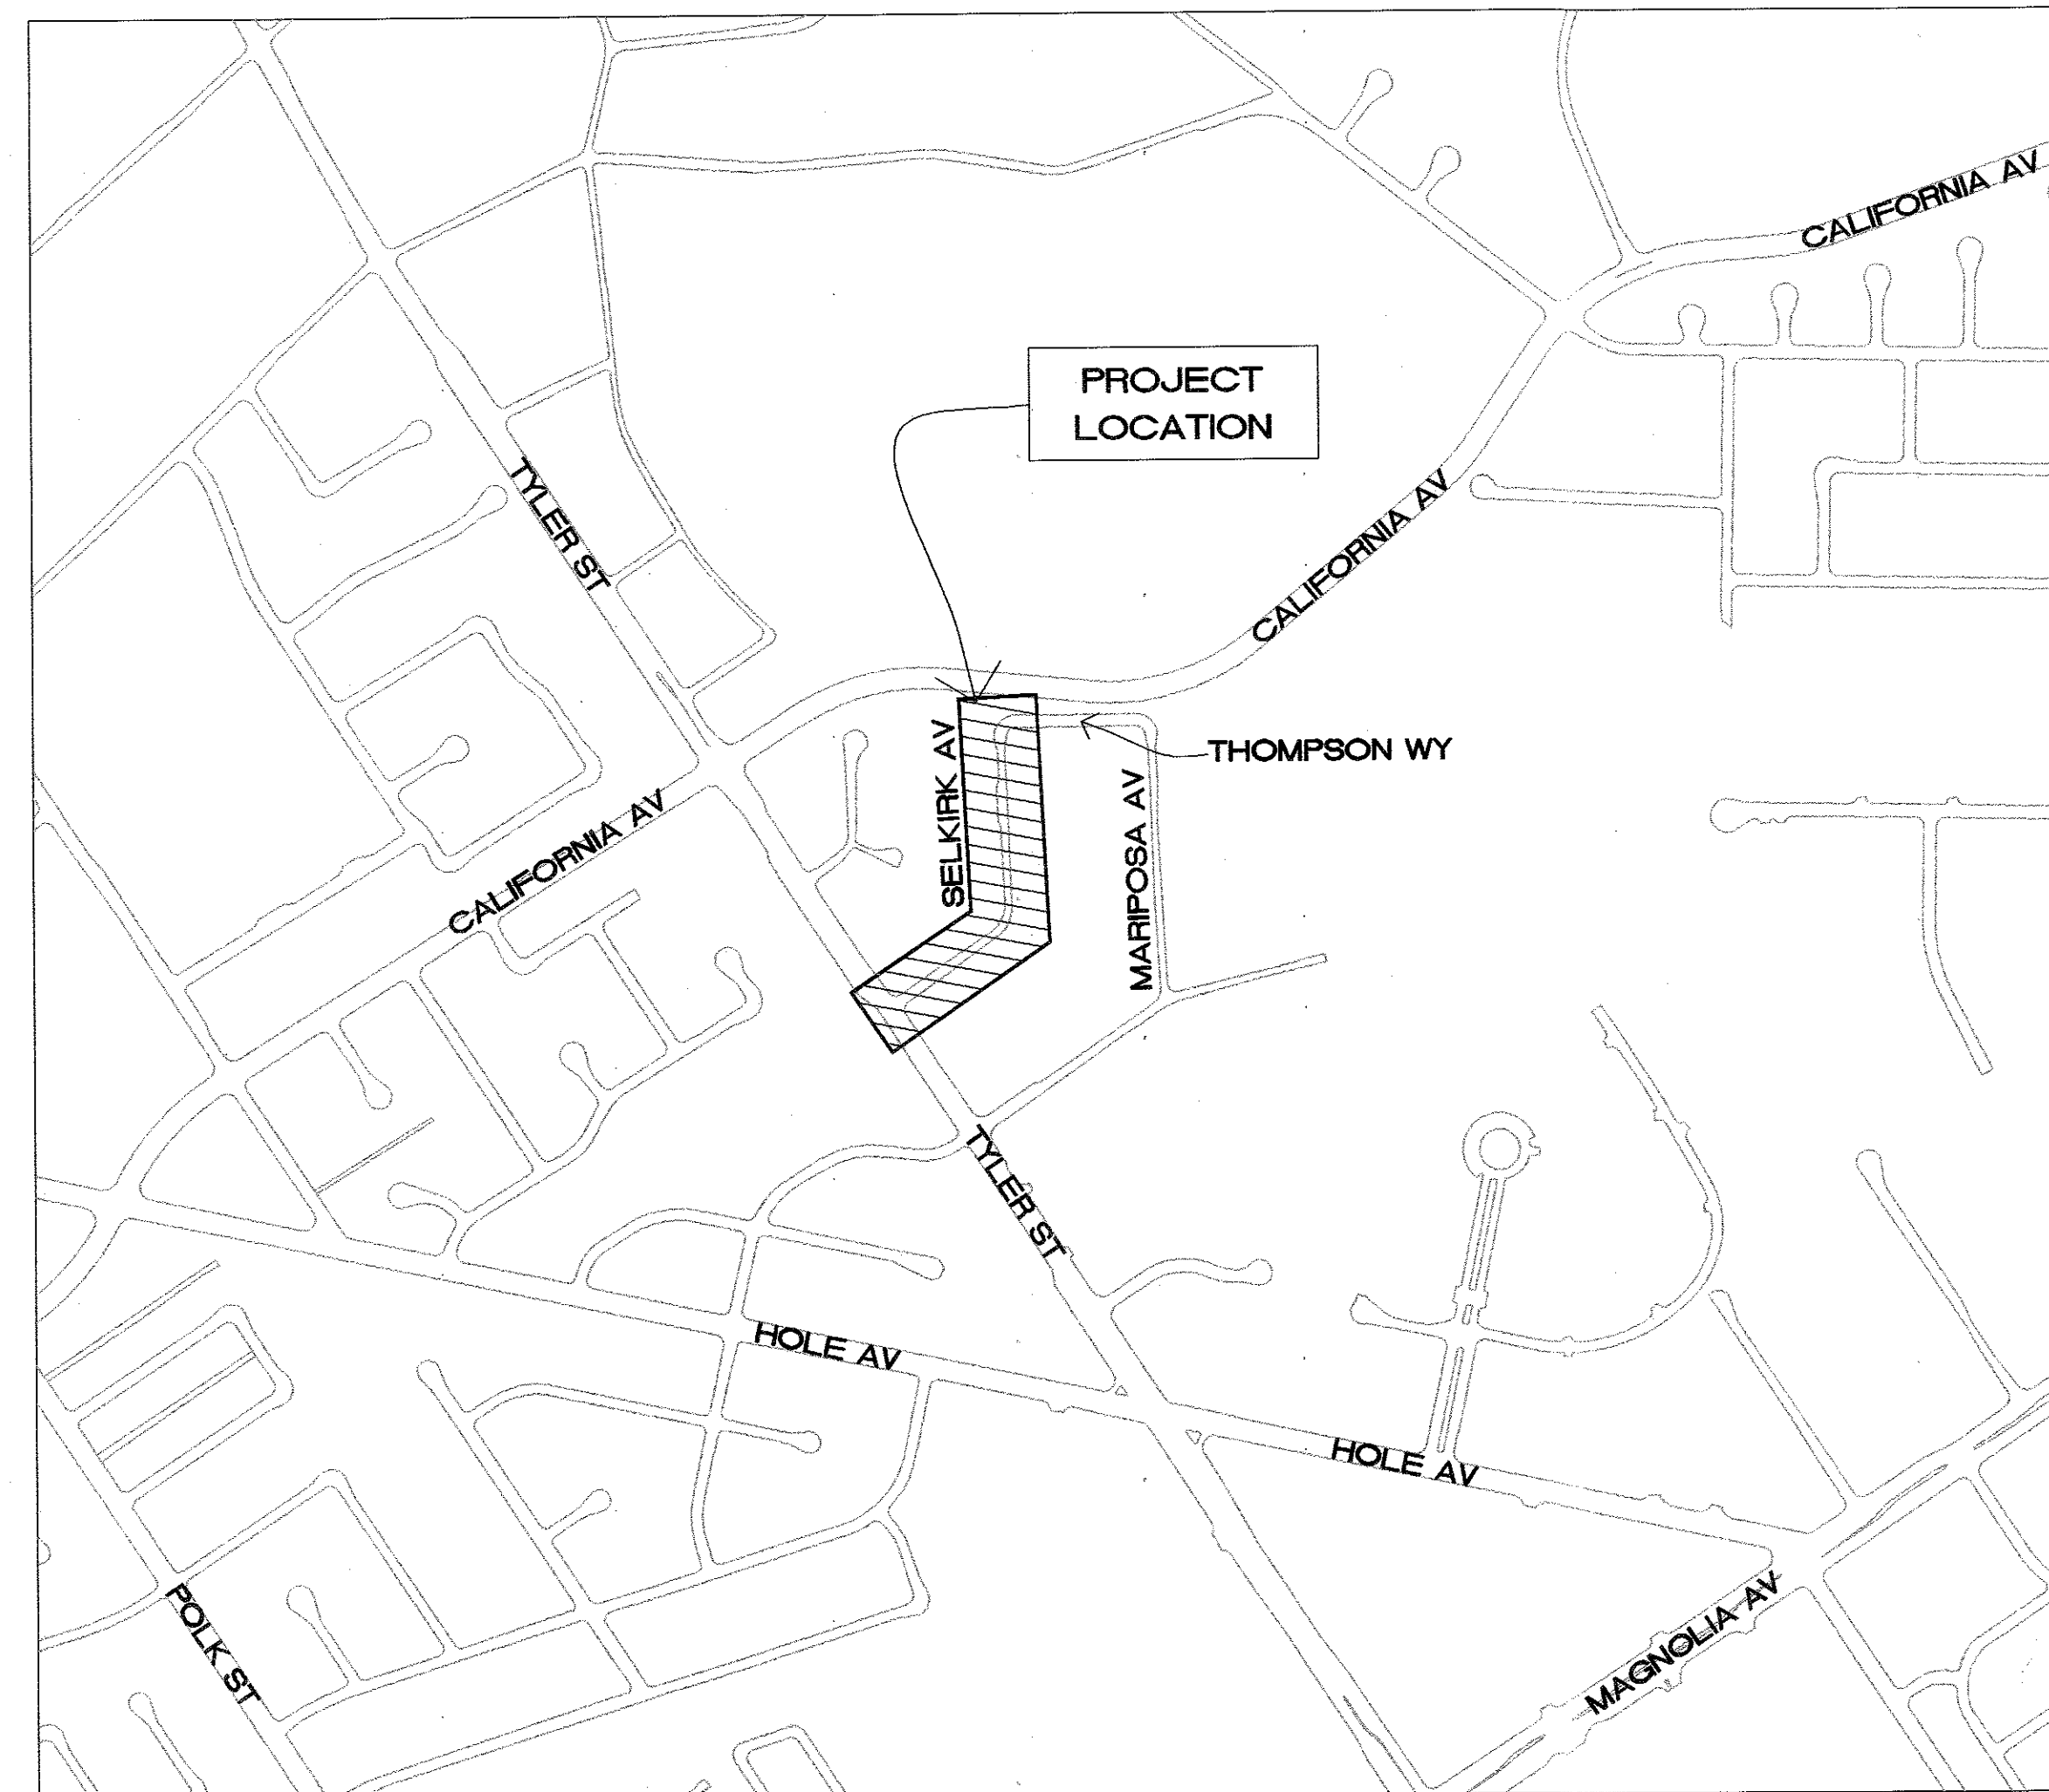 CALIFORNIA AV
PROJECT
LOCATION
TYLER ST
CALIFORNIA AV
SELKIRK AV
THOMPSON WY
MARIPOSA AV
CALIFORNIA AV
TYLER ST
HOLE AV
HOLE AV
POLK ST
MAGNOLIA AV